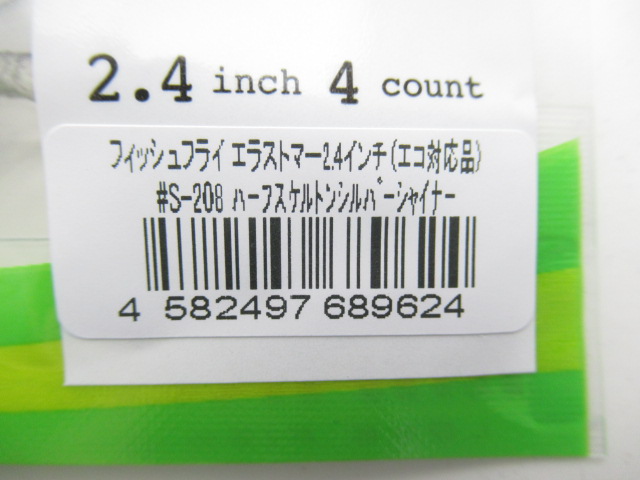 2.4 inch 4 count
フィッシュフライ エラストマー2.4インチ(エコ対応品)
#S-208 ハーフスケルトンシルバーシャイナー
4 582497 689624